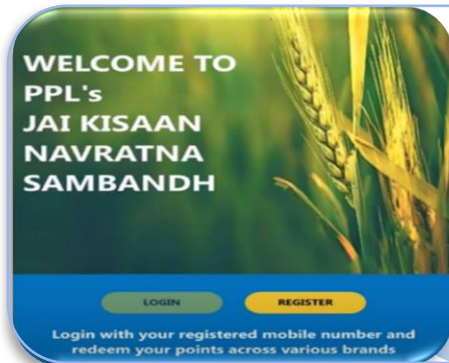 WELCOME TO
PPL's
JAI KISAAN
NAVRATNA
SAMBANDH
LOGIN
REGISTER
Login with your registered mobile number and
redeem your points across various brands